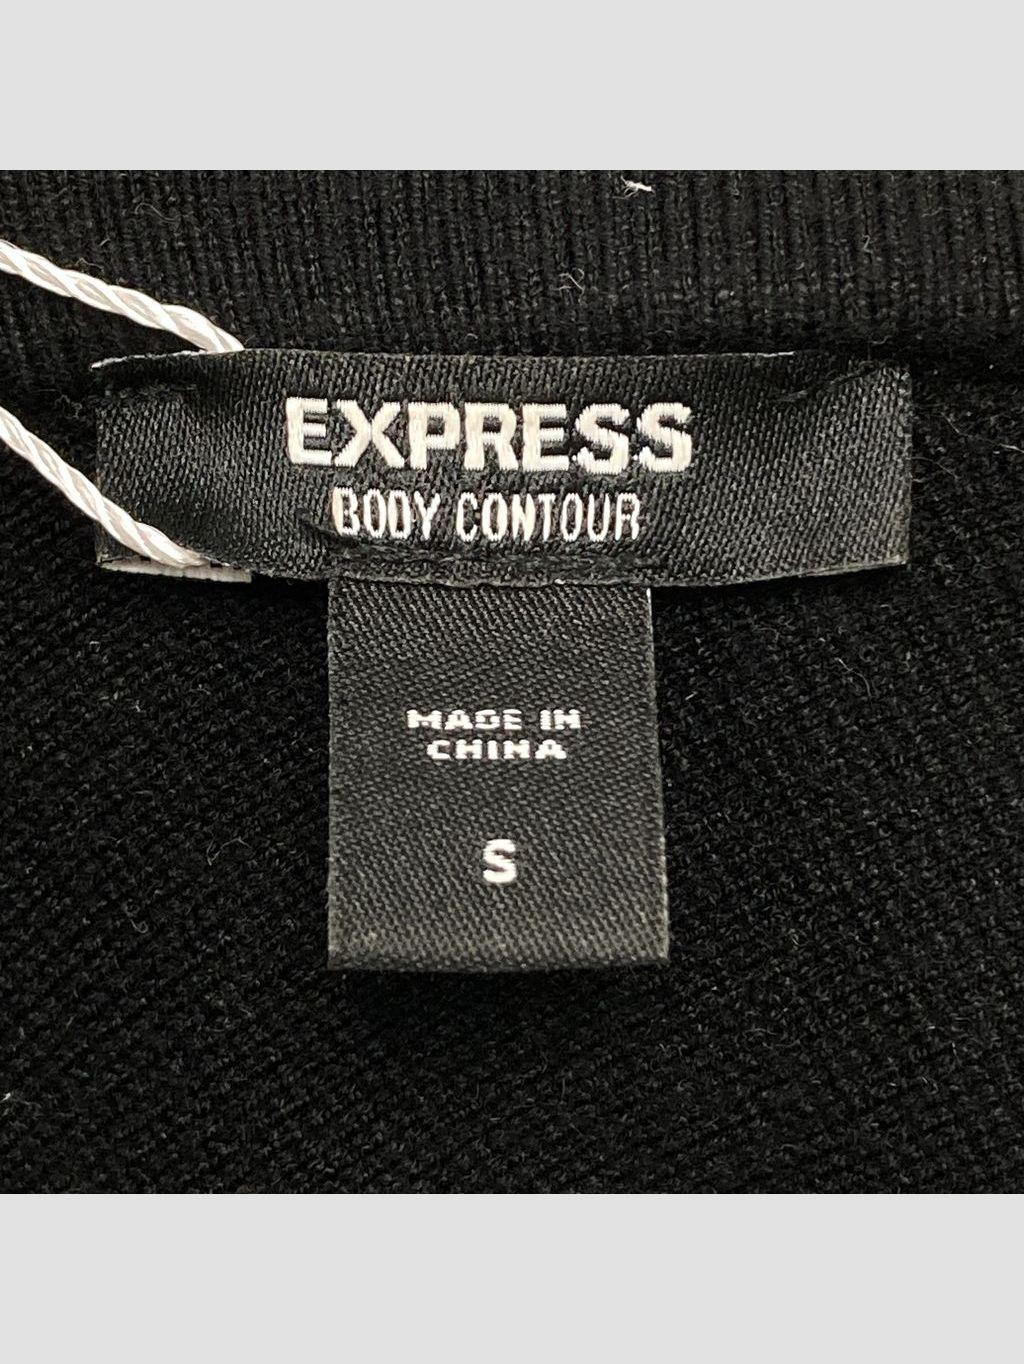 EXPRESS
BODY CONTOUR
MADE IN
CHINA
S